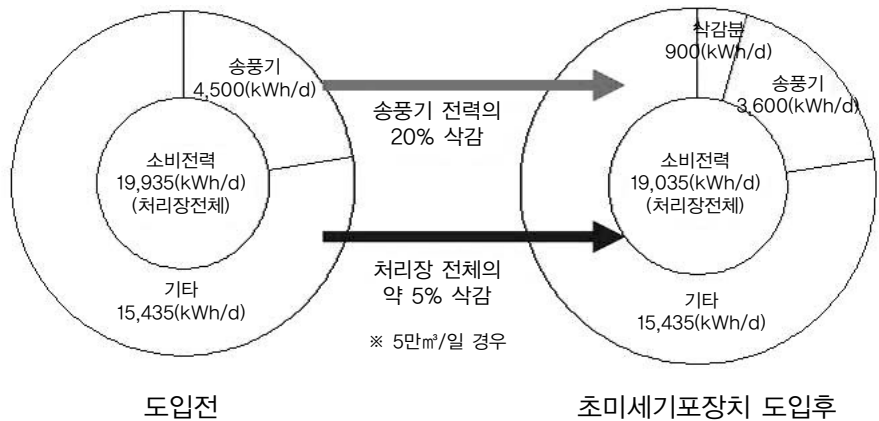 송풍기
4,500(kWh/d)
소비전력
19,935(kWh/d)
(처리장전체)
기타
15,435(kWh/d)
도입전
송풍기 전력의
20% 삭감
처리장 전체의
약 5% 삭감
※ 5만㎥/일 경우
삭감분
900(kWh/d)
송풍기
3,600(kWh/d)
소비전력
19,035(kWh/d)
(처리장전체)
기타
15,435(kWh/d)
초미세기포장치 도입후